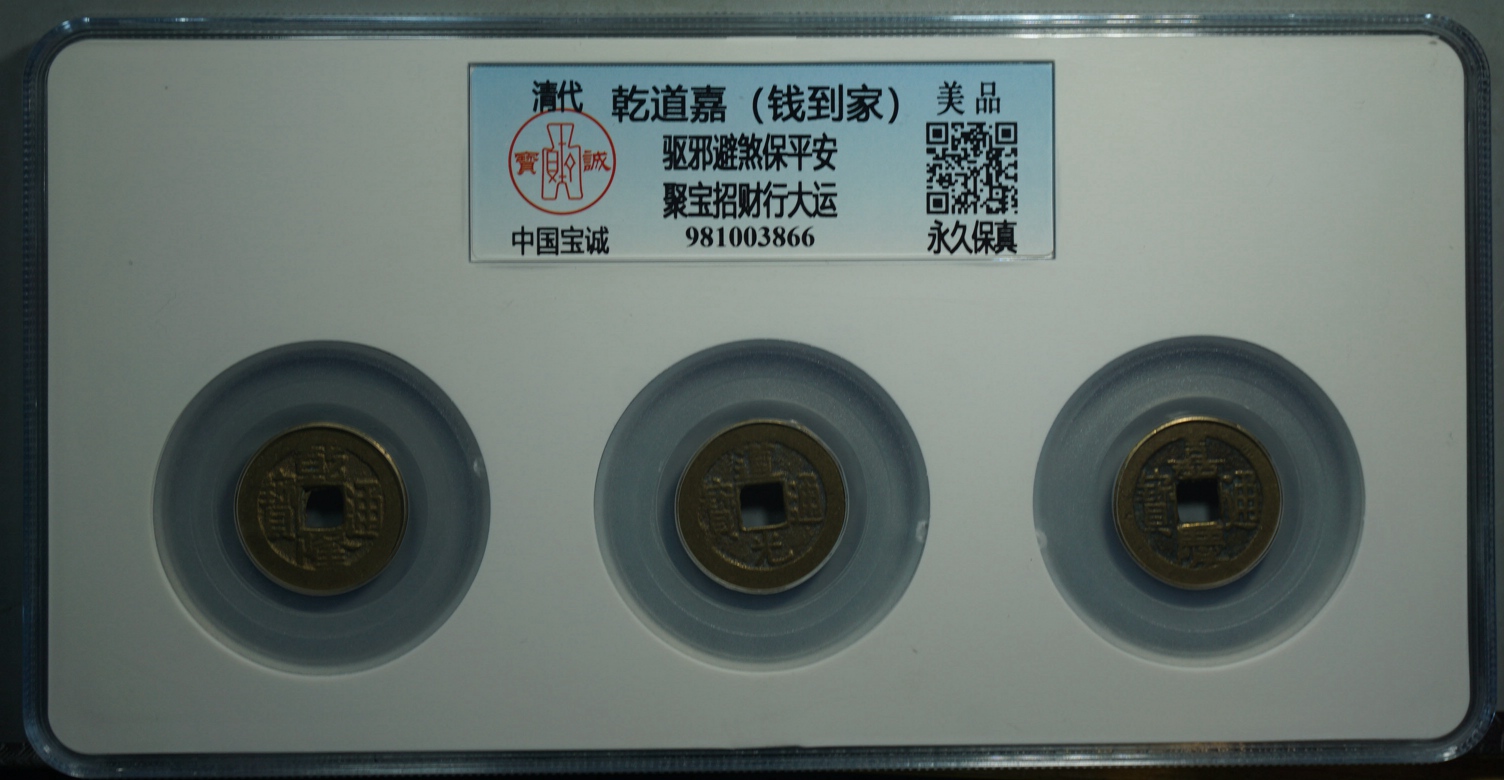 清代
乾道嘉（钱到家）
美品
寶
誠
驱邪避煞保平安
聚宝招财行大运
中国宝诚
981003866
永久保真
乾隆通寶
道光通寶
嘉慶通寶